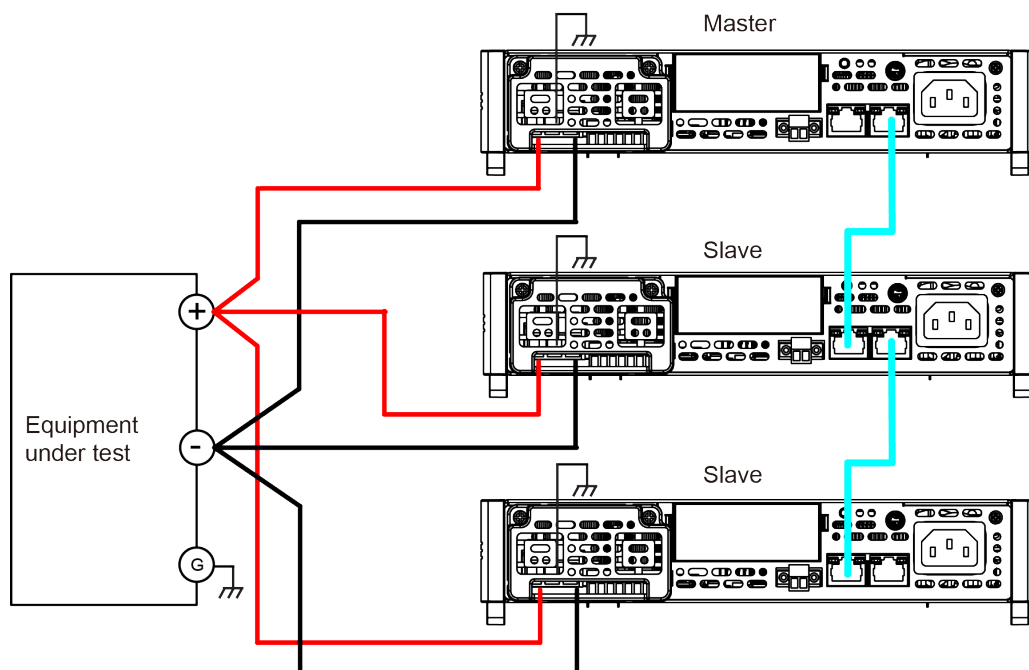 Master
Slave
+
Equipment
under test
-
Slave
G